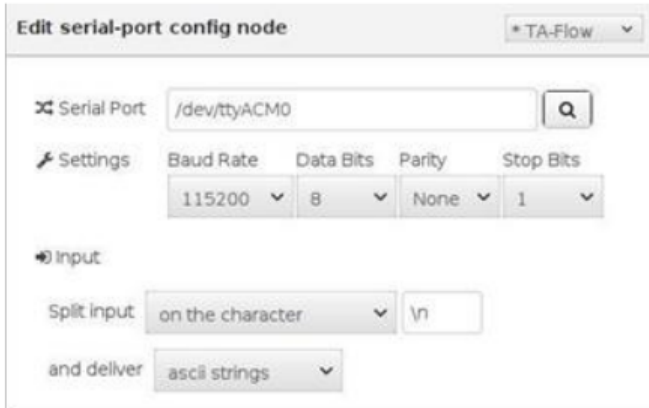 Edit serial-port config node * TA-Flow
Serial Port /dev/ttyACM0
Settings Baud Rate Data Bits Parity Stop Bits
115200 8 None 1
Input
Split input on the character \n
and deliver ascii strings